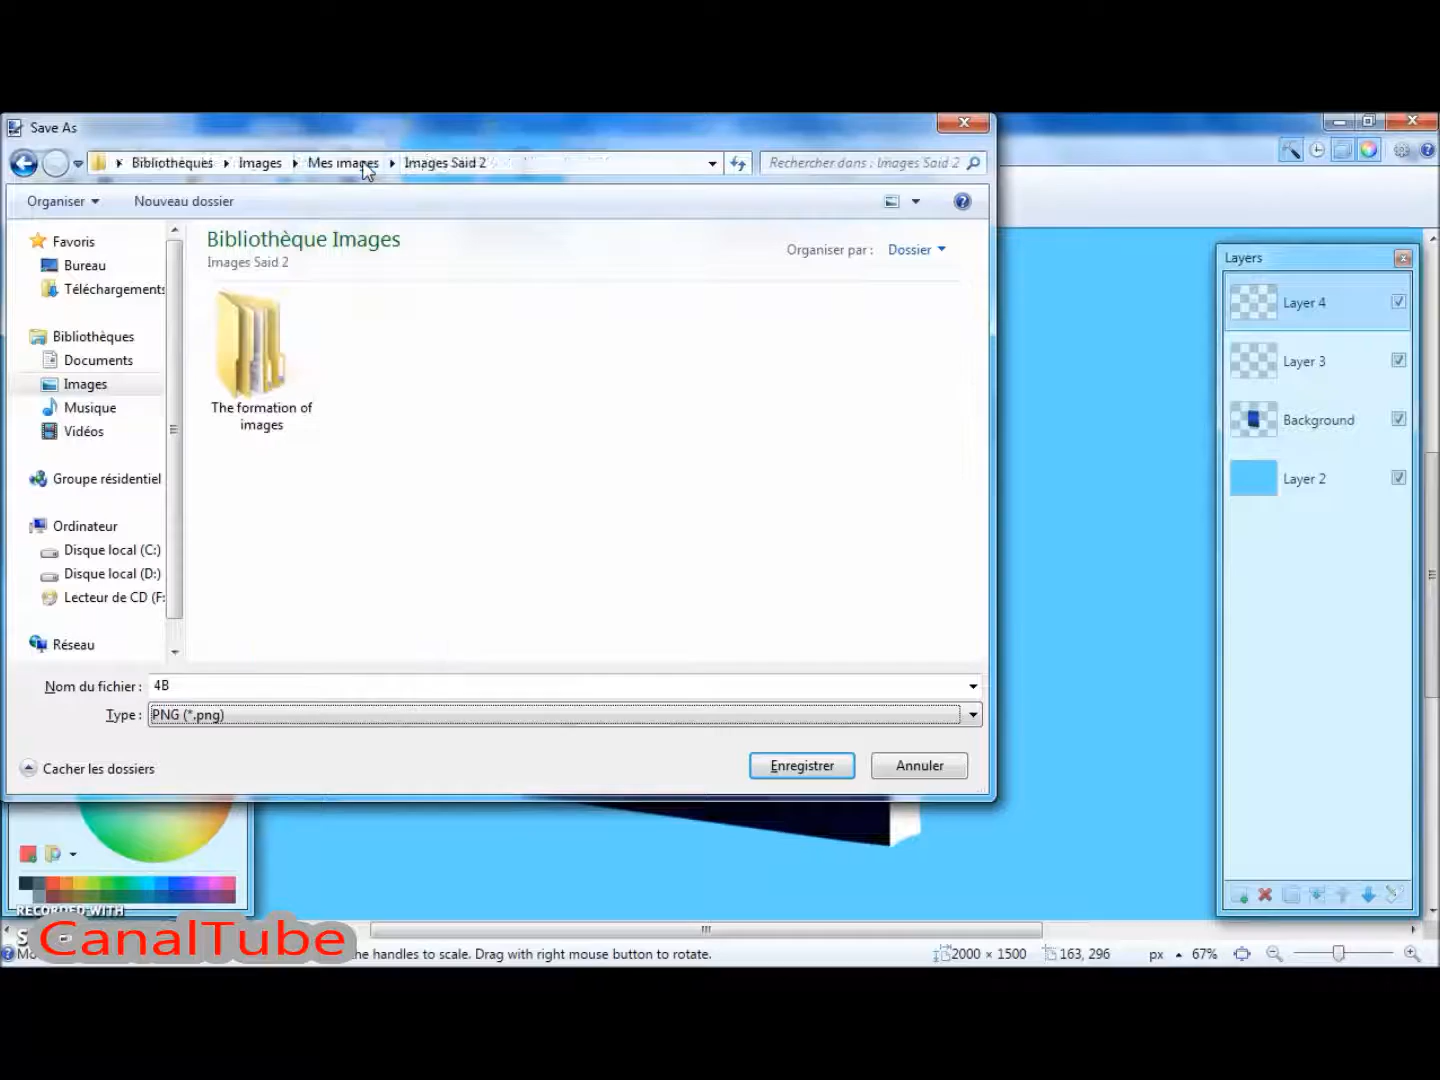 Save As
Bibliothèques
Images
Mes images
Images Said 2
Rechercher dans : Images Said 2
Organiser
Nouveau dossier
Favoris
Bureau
Téléchargements
Bibliothèques
Documents
Images
Musique
Vidéos
Groupe résidentiel
Ordinateur
Disque local (C:)
Disque local (D:)
Lecteur de CD (F:
Réseau
Bibliothèque Images
Images Said 2
Organiser par :
Dossier
The formation of
images
Nom du fichier :
4B
Type :
PNG (*.png)
Cacher les dossiers
Enregistrer
Annuler
Layers
Layer 4
Layer 3
Background
Layer 2
RECORDED WITH
CanalTube
he handles to scale. Drag with right mouse button to rotate.
2000 × 1500
163, 296
px
67%